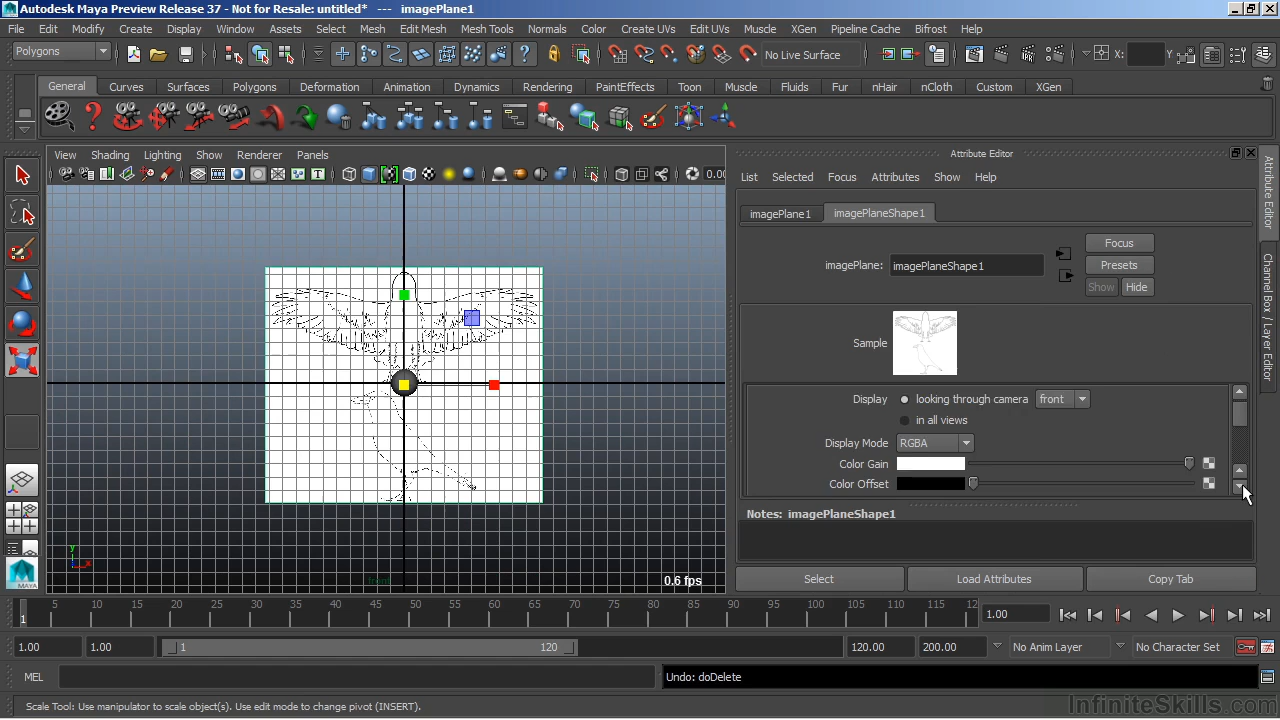 Autodesk Maya Preview Release 37 - Not for Resale: untitled* --- imagePlane1
File Edit Modify Create Display Window Assets Select Mesh Edit Mesh Mesh Tools Normals Color Create UVs Edit UVs Muscle XGen Pipeline Cache Bifrost Help
Polygons No Live Surface X: Y:
General Curves Surfaces Polygons Deformation Animation Dynamics Rendering PaintEffects Toon Muscle Fluids Fur nHair nCloth Custom XGen
View Shading Lighting Show Renderer Panels
0.00
Attribute Editor
List Selected Focus Attributes Show Help
imagePlane1 imagePlaneShape1
Focus
imagePlane: imagePlaneShape1
Presets
Show Hide
Sample
Display looking through camera front
in all views
Display Mode RGBA
Color Gain
Color Offset
Notes: imagePlaneShape1
Select Load Attributes Copy Tab
Attribute Editor
Channel Box / Layer Editor
y
x
front
0.6 fps
MAYA
1 5 10 15 20 25 30 35 40 45 50 55 60 65 70 75 80 85 90 95 100 105 110 115 12
1.00
1.00 1.00 1 120 120.00 200.00 No Anim Layer No Character Set
MEL Undo: doDelete
Scale Tool: Use manipulator to scale object(s). Use edit mode to change pivot (INSERT).
InfiniteSkills.com